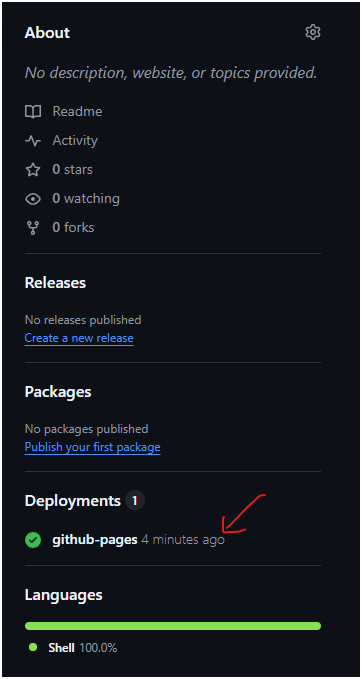 About
No description, website, or topics provided.
Readme
Activity
0 stars
0 watching
0 forks
Releases
No releases published
Create a new release
Packages
No packages published
Publish your first package
Deployments 1
github-pages 4 minutes ago
Languages
Shell 100.0%